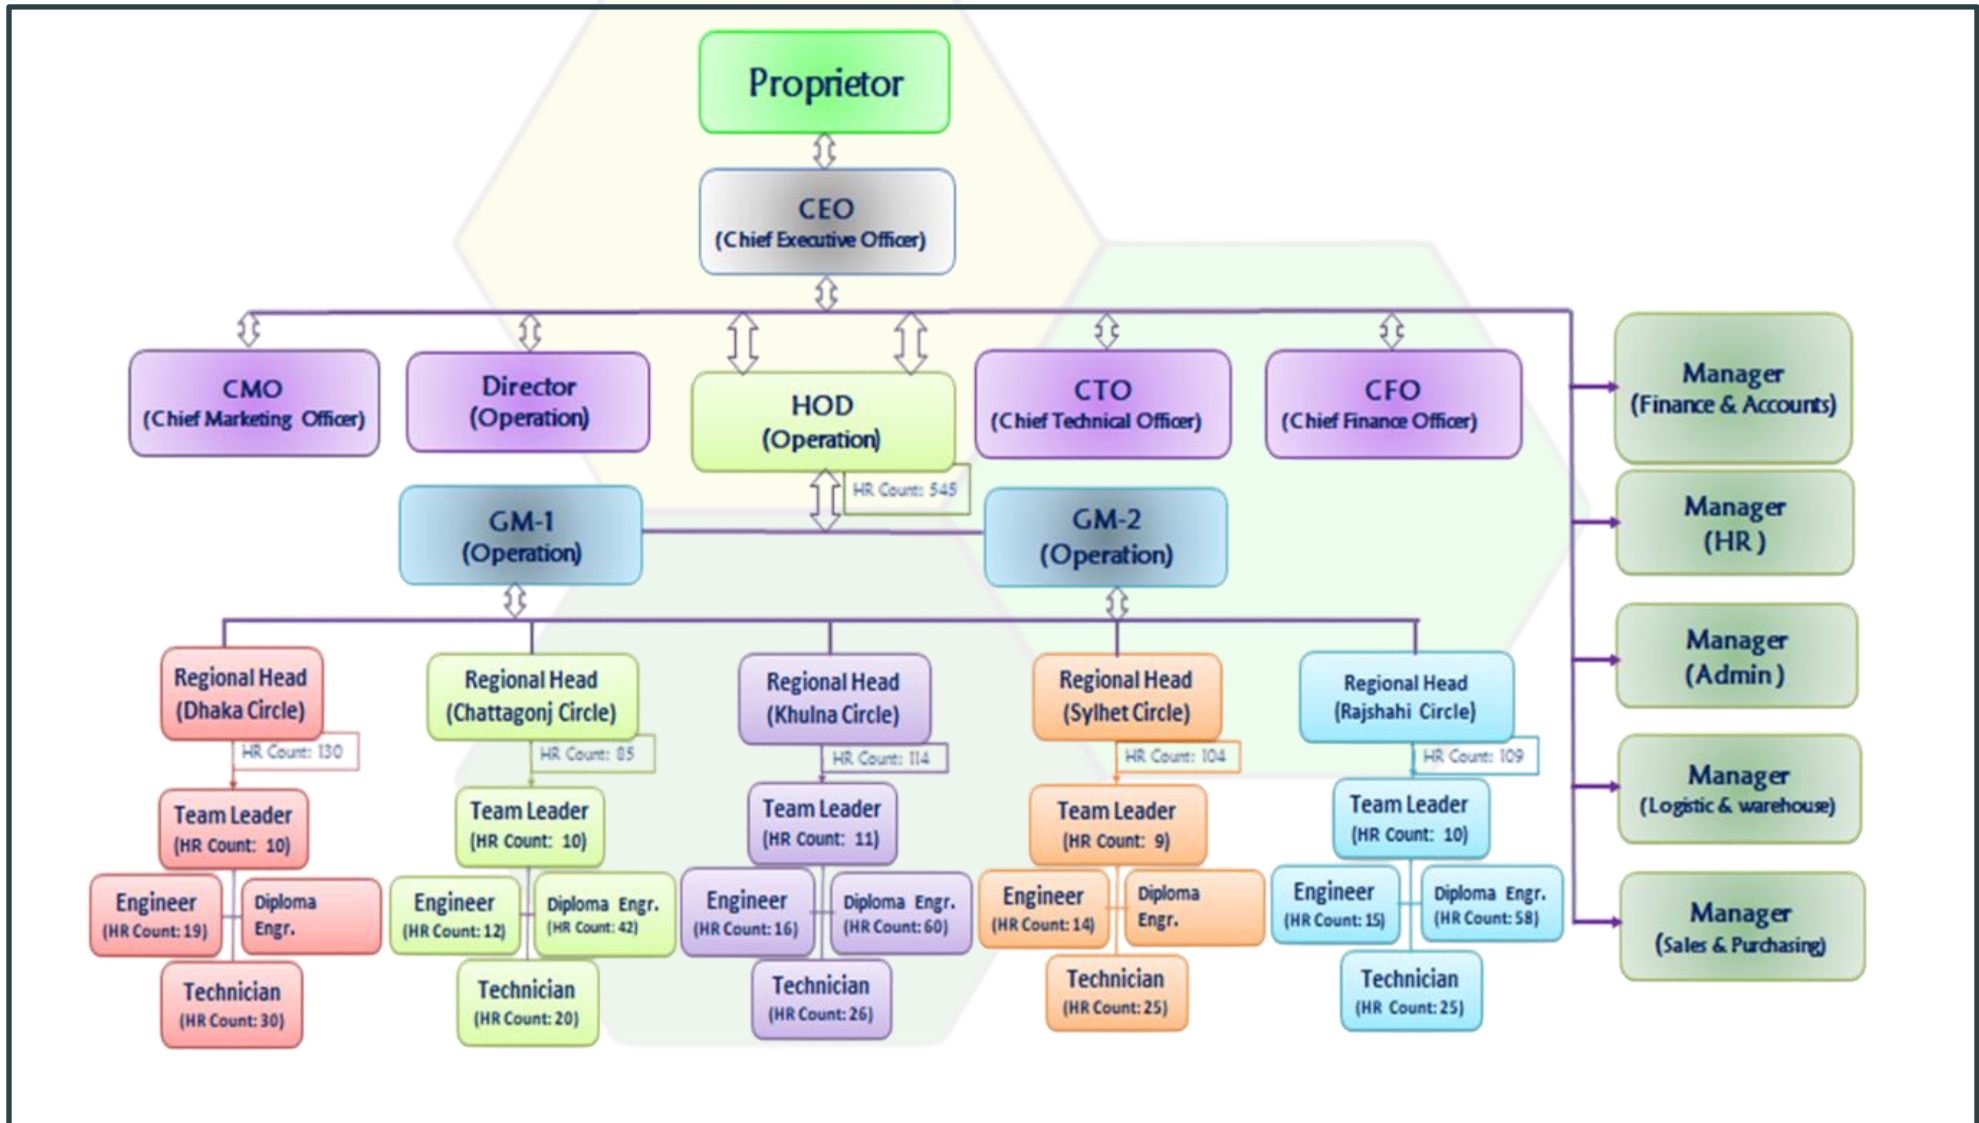 Proprietor
CEO
(Chief Executive Officer)
CMO
(Chief Marketing Officer)
Director
(Operation)
HOD
(Operation)
CTO
(Chief Technical Officer)
CFO
(Chief Finance Officer)
Manager
(Finance & Accounts)
HR Count: 545
GM-1
(Operation)
GM-2
(Operation)
Manager
(HR )
Manager
(Admin )
Manager
(Logistic & warehouse)
Manager
(Sales & Purchasing)
Regional Head
(Dhaka Circle)
HR Count: 130
Team Leader
(HR Count: 10)
Engineer
(HR Count: 19)
Diploma
Engr.
Technician
(HR Count: 30)
Regional Head
(Chattagonj Circle)
HR Count: 85
Team Leader
(HR Count: 10)
Engineer
(HR Count: 12)
Diploma Engr.
(HR Count: 42)
Technician
(HR Count: 20)
Regional Head
(Khulna Circle)
HR Count: 114
Team Leader
(HR Count: 11)
Engineer
(HR Count: 16)
Diploma Engr.
(HR Count: 60)
Technician
(HR Count: 26)
Regional Head
(Sylhet Circle)
HR Count: 104
Team Leader
(HR Count: 9)
Engineer
(HR Count: 14)
Diploma
Engr.
Technician
(HR Count: 25)
Regional Head
(Rajshahi Circle)
HR Count: 109
Team Leader
(HR Count: 10)
Engineer
(HR Count: 15)
Diploma Engr.
(HR Count: 58)
Technician
(HR Count: 25)